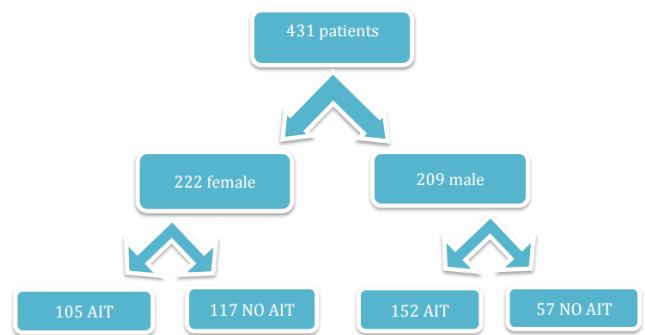 431 patients
222 female
209 male
105 AIT
117 NO AIT
152 AIT
57 NO AIT